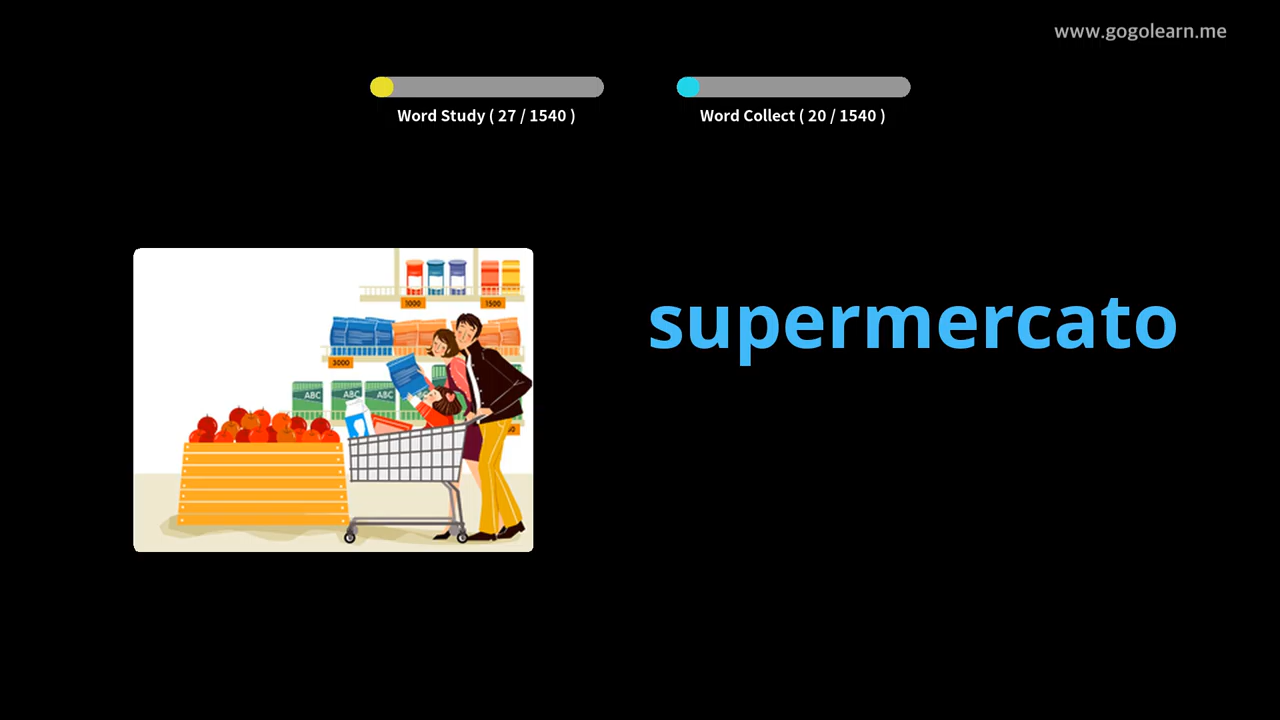 www.gogolearn.me
Word Study ( 27 / 1540 )
Word Collect ( 20 / 1540 )
supermercato
1000
1500
3000
ABC
ABC
ABC